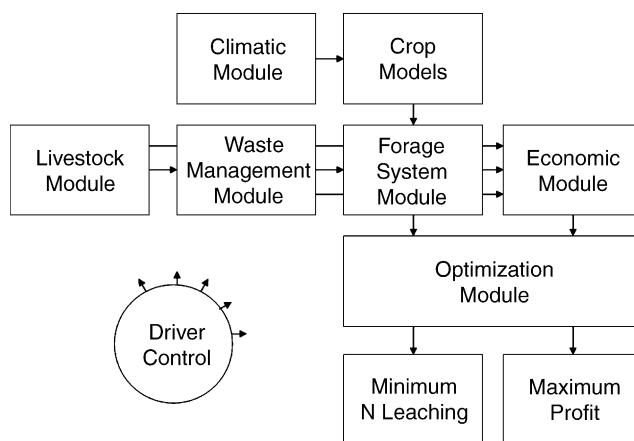 Climatic
Module
Crop
Models
Livestock
Module
Waste
Management
Module
Forage
System
Module
Economic
Module
Optimization
Module
Driver
Control
Minimum
N Leaching
Maximum
Profit